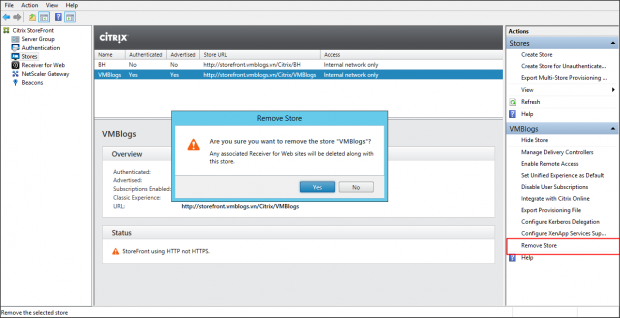 File Action View Help
Citrix StoreFront
Server Group
Authentication
Stores
Receiver for Web
NetScaler Gateway
Beacons
CITRIX
Name Authenticated Advertised Store URL Access
BH No No http://storefront.vmblogs.vn/Citrix/BH Internal network only
VMBlogs Yes Yes http://storefront.vmblogs.vn/Citrix/VMBlogs Internal network only
Remove Store
Are you sure you want to remove the store "VMBlogs"?
Any associated Receiver for Web sites will be deleted along with
this store.
Yes No
VMBlogs
Overview
Authenticated:
Advertised:
Subscriptions Enabled:
Classic Experience:
URL: http://storefront.vmblogs.vn/Citrix/VMBlogs
Status
StoreFront using HTTP not HTTPS.
Actions
Stores
Create Store
Create Store for Unauthenticate...
Export Multi-Store Provisioning ...
View
Refresh
Help
VMBlogs
Hide Store
Manage Delivery Controllers
Enable Remote Access
Set Unified Experience as Default
Disable User Subscriptions
Integrate with Citrix Online
Export Provisioning File
Configure Kerberos Delegation
Configure XenApp Services Sup...
Remove Store
Help
Remove the selected store